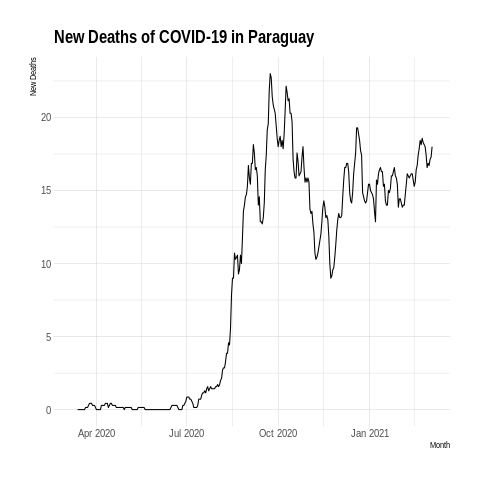 New Deaths of COVID-19 in Paraguay
New Deaths
20
15
10
5
0
Apr 2020 Jul 2020 Oct 2020 Jan 2021
Month